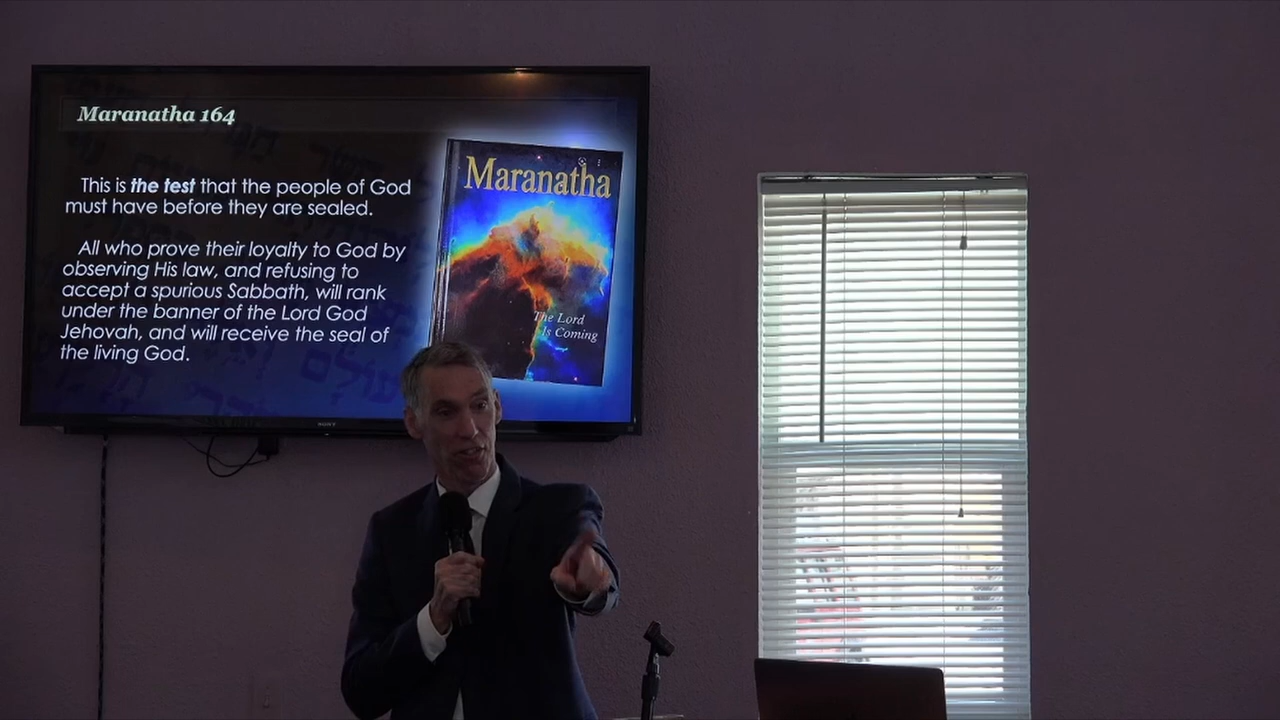 Maranatha 164
This is the test that the people of God
must have before they are sealed.
All who prove their loyalty to God by
observing His law, and refusing to
accept a spurious Sabbath, will rank
under the banner of the Lord God
Jehovah, and will receive the seal of
the living God.
Maranatha
The Lord
Is Coming
SONY